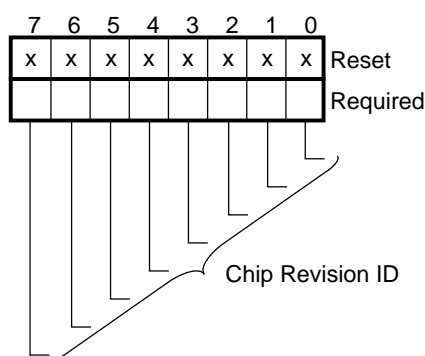 7 6 5 4 3 2 1 0
x x x x x x x x Reset
Required
Chip Revision ID